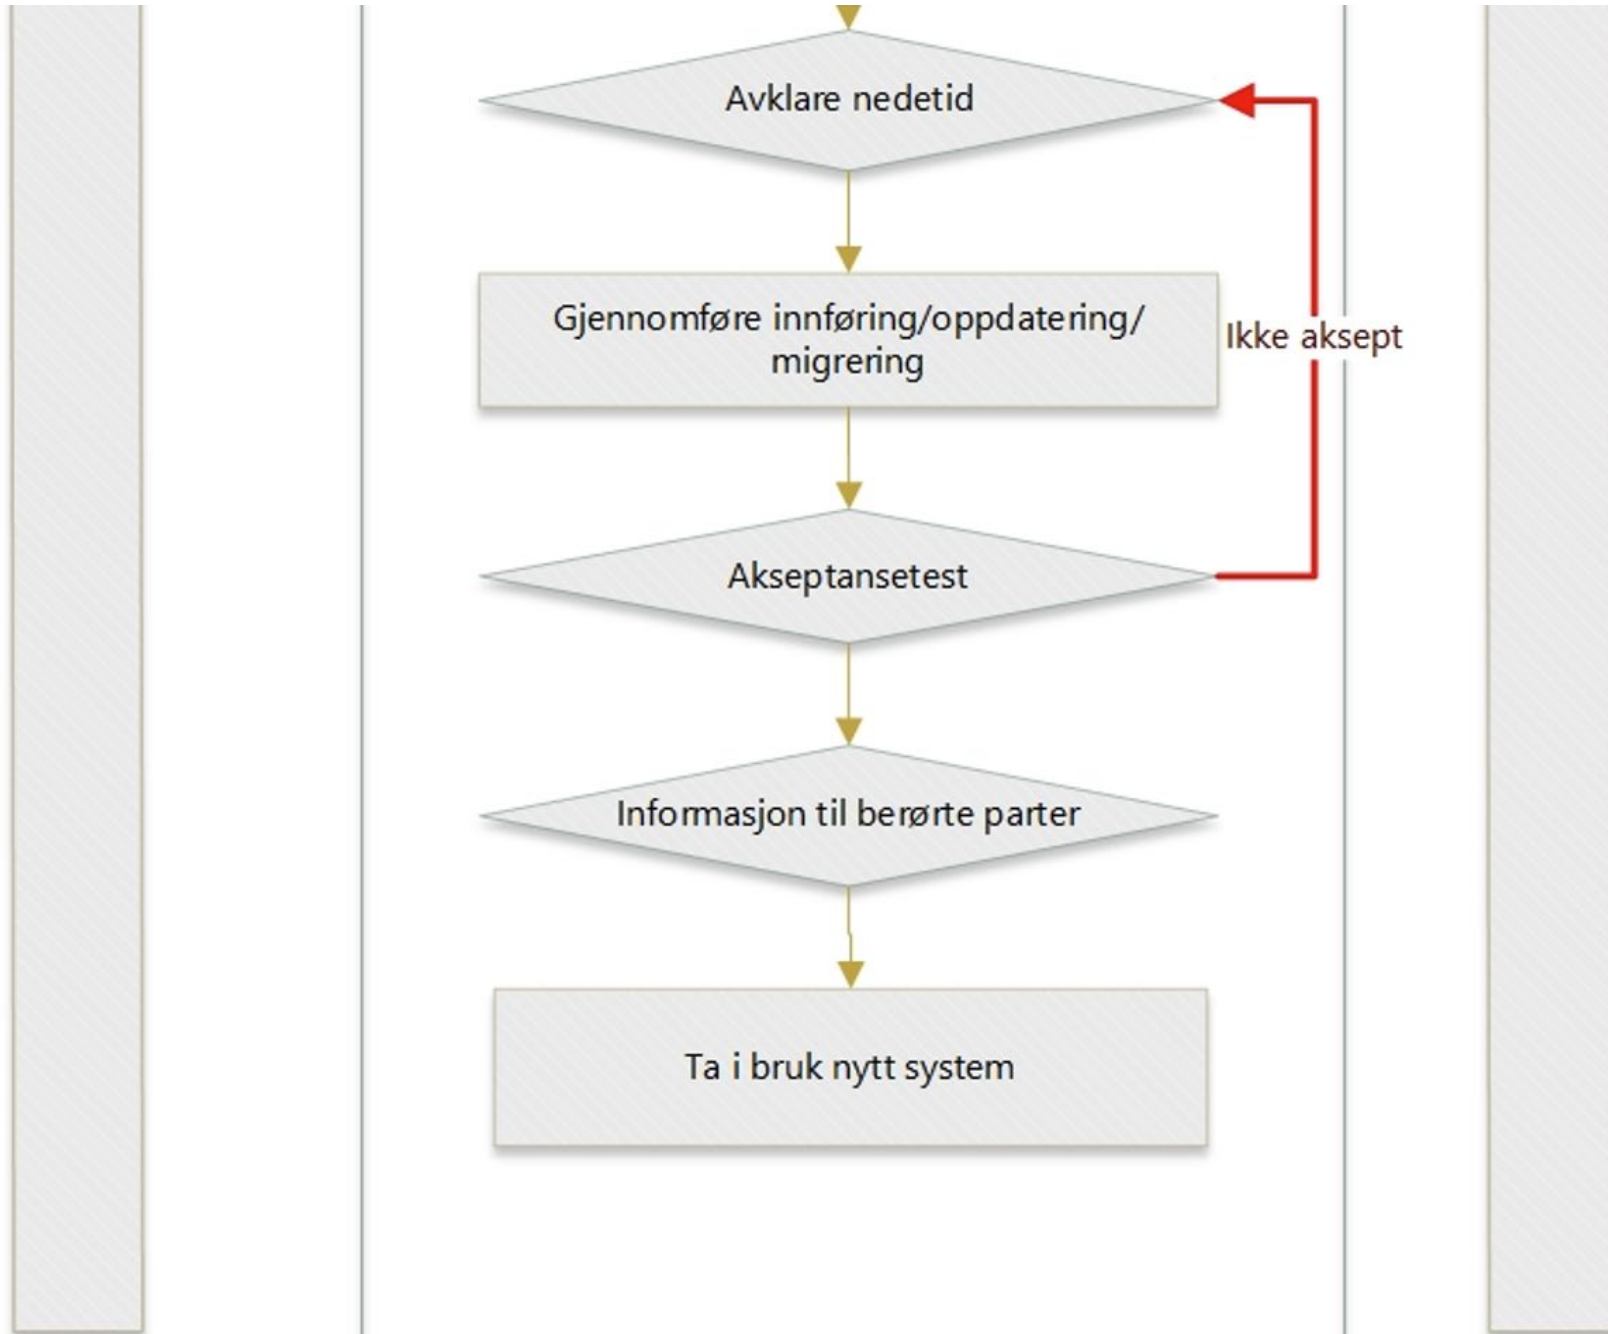 Avklare nedetid
Gjennomføre innføring/oppdatering/
migrering
Ikke aksept
Akseptansetest
Informasjon til berørte parter
Ta i bruk nytt system